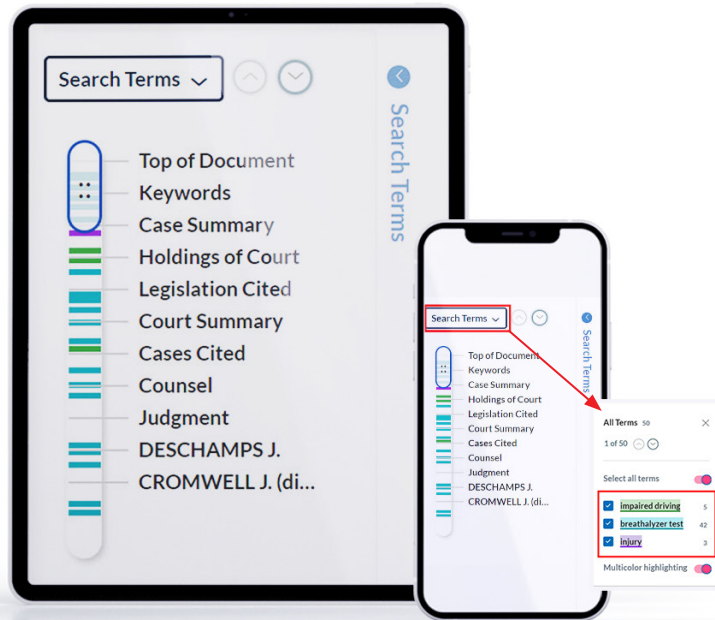 Search Terms
Search Terms
Top of Document
Keywords
Case Summary
Holdings of Court
Legislation Cited
Court Summary
Cases Cited
Counsel
Judgment
DESCHAMPS J.
CROMWELL J. (di...
Search Terms
Search Terms
Top of Document
Keywords
Case Summary
Holdings of Court
Legislation Cited
Court Summary
Cases Cited
Counsel
Judgment
DESCHAMPS J.
CROMWELL J. (di...
All Terms 50
1 of 50
Select all terms
impaired driving 5
breathalyzer test 42
injury 3
Multicolor highlighting